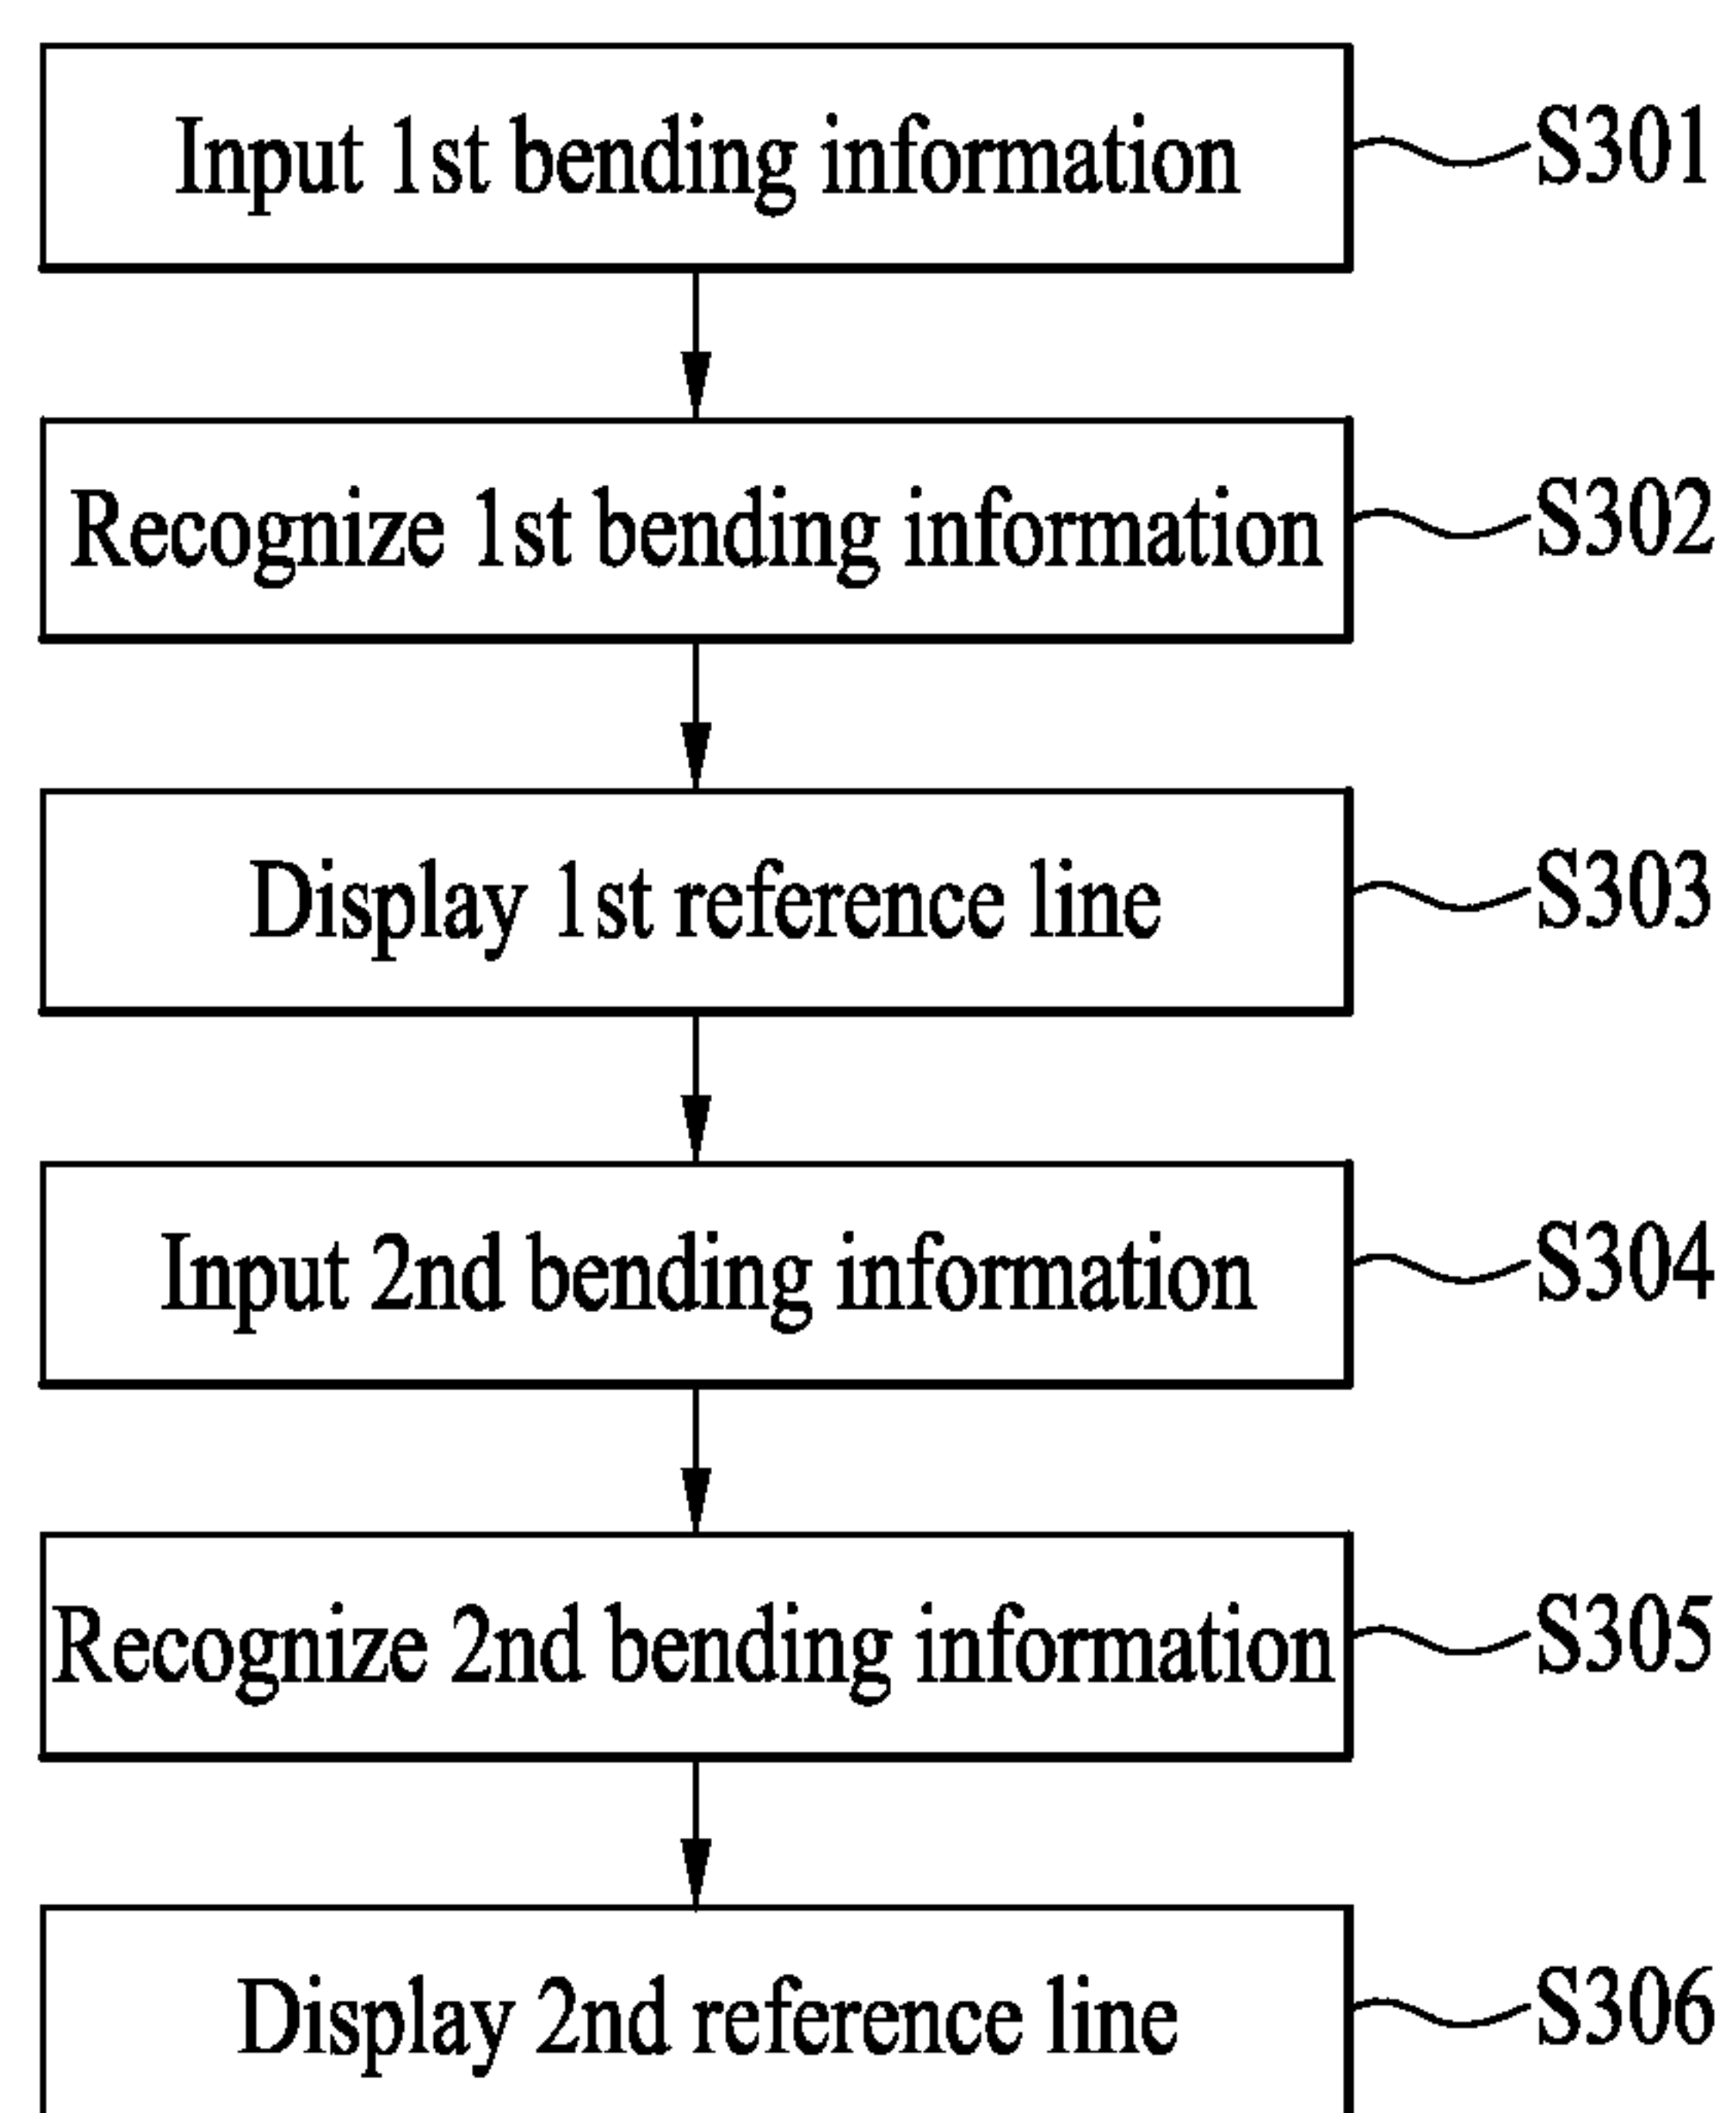 Input 1st bending information S301
Recognize 1st bending information S302
Display 1st reference line S303
Input 2nd bending information S304
Recognize 2nd bending information S305
Display 2nd reference line S306